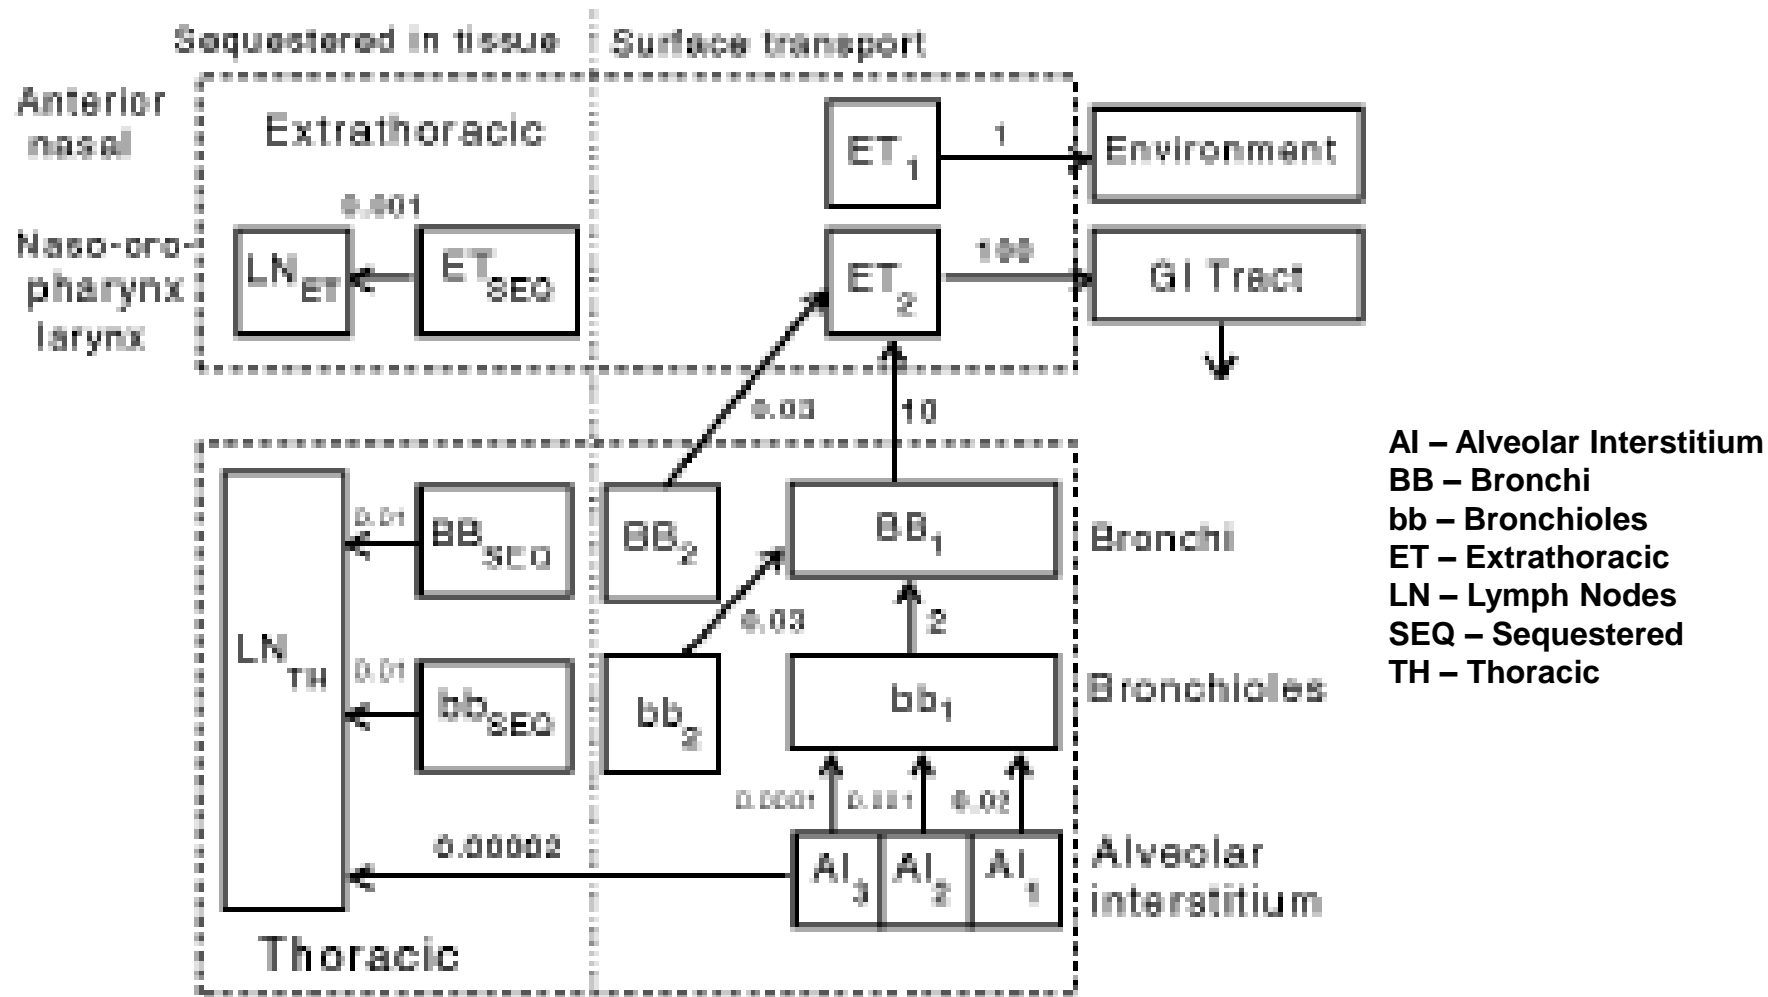 Sequestered in tissue
Surface transport
Anterior
nasal
Extrathoracic
ET1
1
Environment
Naso-oro-
pharynx
larynx
0.001
LNET
ETSEQ
ET2
100
GI Tract
0.03
10
LNTH
0.01
BBSEQ
BB2
BB1
Bronchi
0.03
2
0.01
bbSEQ
bb2
bb1
Bronchioles
0.0001
0.001
0.02
0.00002
AI3
AI2
AI1
Alveolar
interstitium
Thoracic
AI – Alveolar Interstitium
BB – Bronchi
bb – Bronchioles
ET – Extrathoracic
LN – Lymph Nodes
SEQ – Sequestered
TH – Thoracic